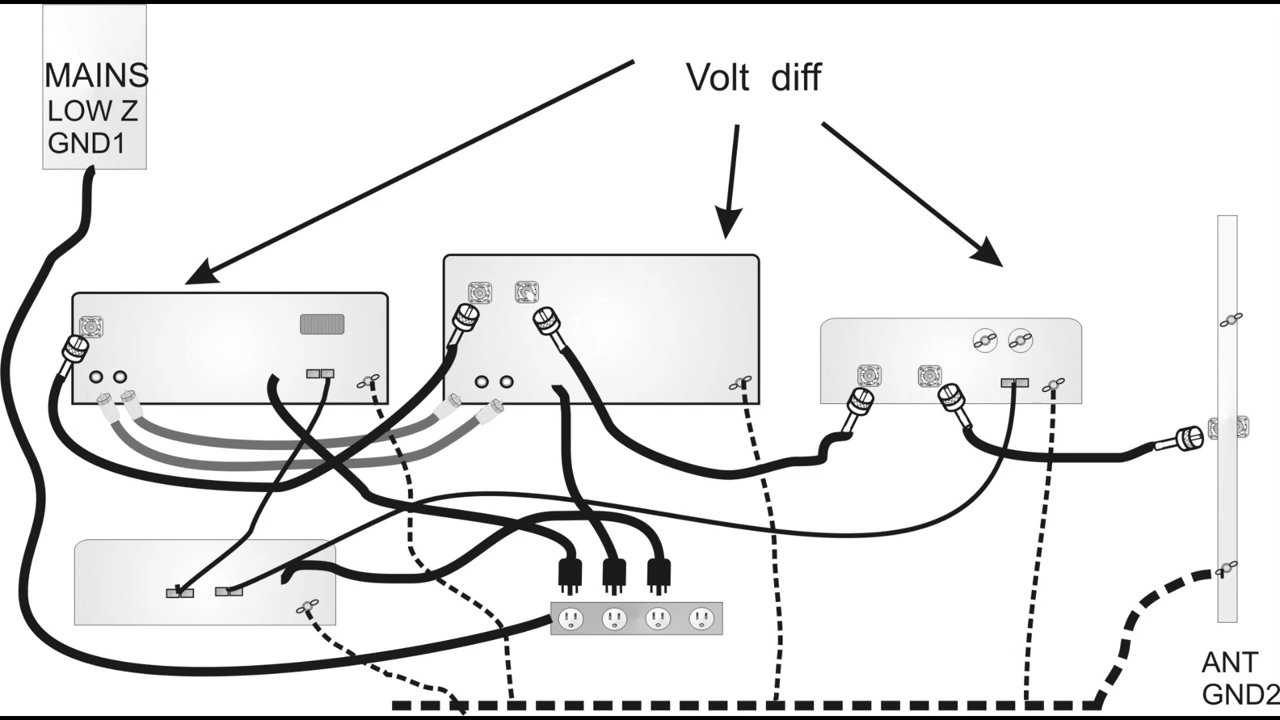 MAINS
LOW Z
GND1
Volt diff
ANT
GND2